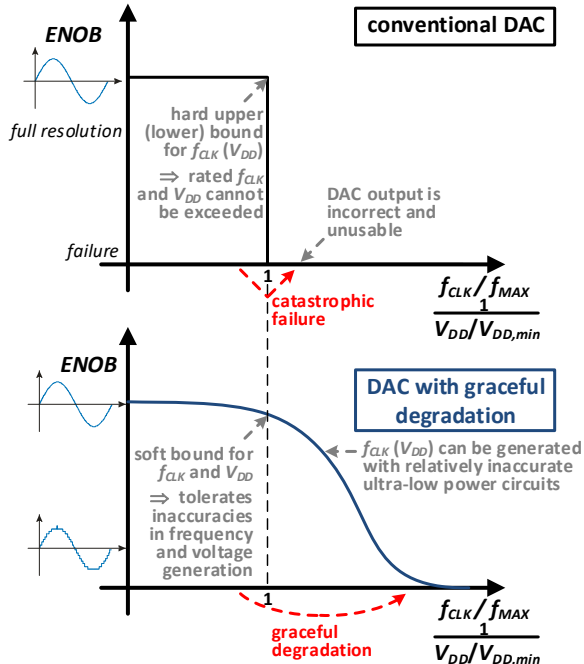 ENOB
conventional DAC
full resolution
hard upper
(lower) bound
for fCLK (VDD)
⇒ rated fCLK
and VDD cannot
be exceeded
DAC output is
incorrect and
unusable
failure
1
catastrophic
failure
fCLK/fMAX
1
VDD/VDD,min
ENOB
DAC with graceful
degradation
soft bound for
fCLK and VDD
⇒ tolerates
inaccuracies
in frequency
and voltage
generation
fCLK (VDD) can be generated
with relatively inaccurate
ultra-low power circuits
1
graceful
degradation
fCLK/fMAX
1
VDD/VDD,min